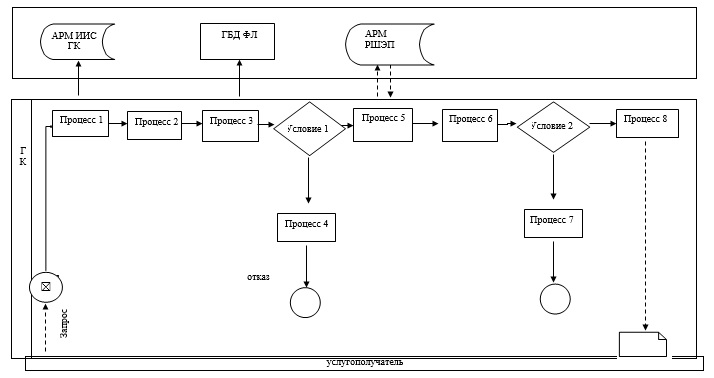 АРМ ИИС
ГК
ГБД ФЛ
АРМ
РШЭП
Г
К
Процесс 1
Процесс 2
Процесс 3
Условие 1
Процесс 5
Процесс 6
Условие 2
Процесс 8
Процесс 4
Процесс 7
отказ
Запрос
услугополучатель